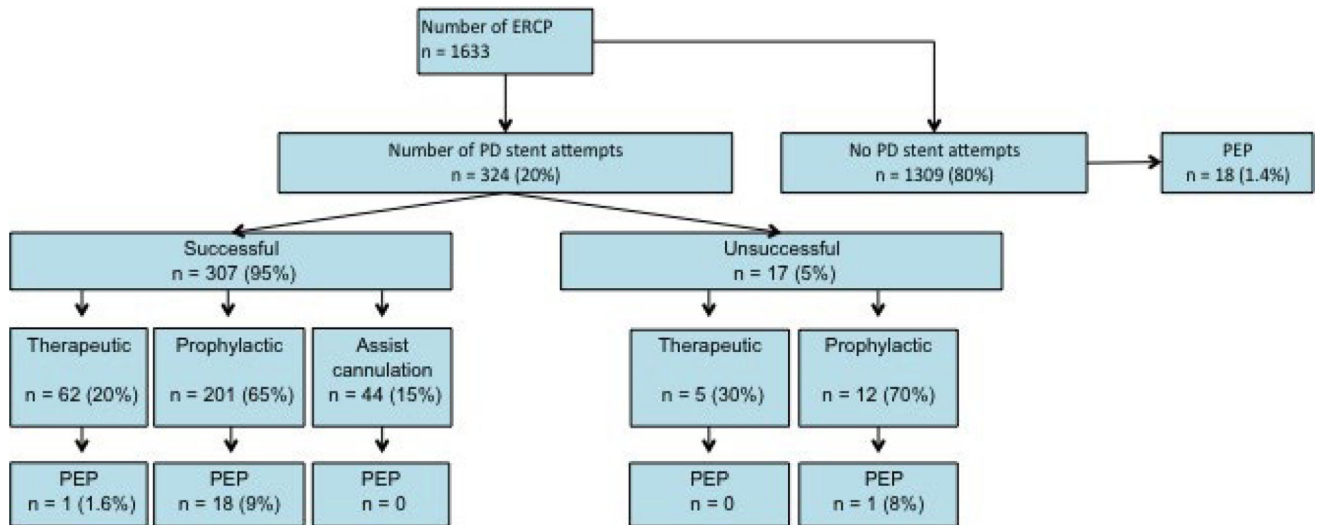 Number of ERCP
n = 1633
Number of PD stent attempts
n = 324 (20%)
No PD stent attempts
n = 1309 (80%)
PEP
n = 18 (1.4%)
Successful
n = 307 (95%)
Unsuccessful
n = 17 (5%)
Therapeutic
n = 62 (20%)
Prophylactic
n = 201 (65%)
Assist
cannulation
n = 44 (15%)
Therapeutic
n = 5 (30%)
Prophylactic
n = 12 (70%)
PEP
n = 1 (1.6%)
PEP
n = 18 (9%)
PEP
n = 0
PEP
n = 0
PEP
n = 1 (8%)